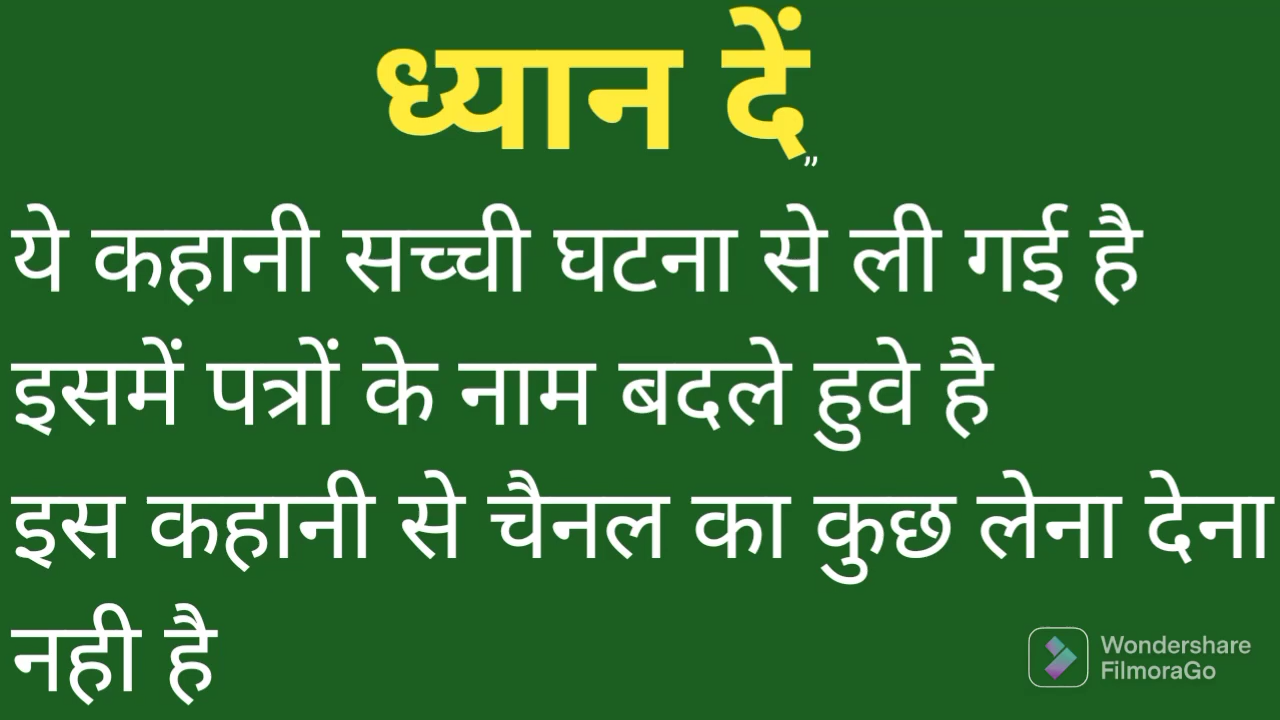 ध्यान दें
”
ये कहानी सच्ची घटना से ली गई है
इसमें पत्रों के नाम बदले हुवे है
इस कहानी से चैनल का कुछ लेना देना
नही है
Wondershare
FilmoraGo